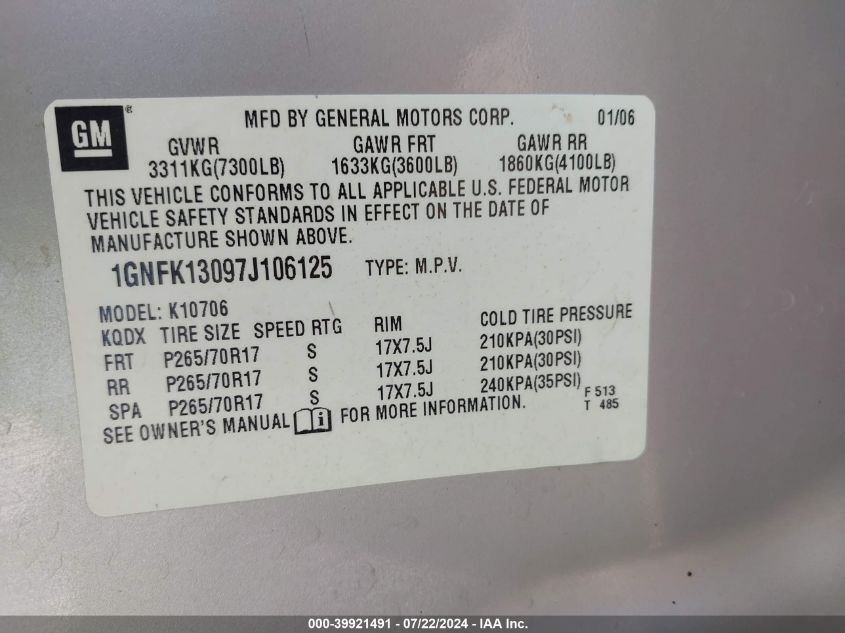 GM ® MFD BY GENERAL MOTORS CORP. 01/06
GVWR GAWR FRT GAWR RR
3311KG(7300LB) 1633KG(3600LB) 1860KG(4100LB)
THIS VEHICLE CONFORMS TO ALL APPLICABLE U.S. FEDERAL MOTOR
VEHICLE SAFETY STANDARDS IN EFFECT ON THE DATE OF
MANUFACTURE SHOWN ABOVE.
1GNFK13097J106125 TYPE: M.P.V.
MODEL: K10706
KQDX TIRE SIZE SPEED RTG RIM COLD TIRE PRESSURE
FRT P265/70R17 S 17X7.5J 210KPA(30PSI)
RR P265/70R17 S 17X7.5J 210KPA(30PSI)
SPA P265/70R17 S 17X7.5J 240KPA(35PSI)
F 513
T 485
SEE OWNER'S MANUAL i FOR MORE INFORMATION.
000-39921491 - 07/22/2024 - IAA Inc.